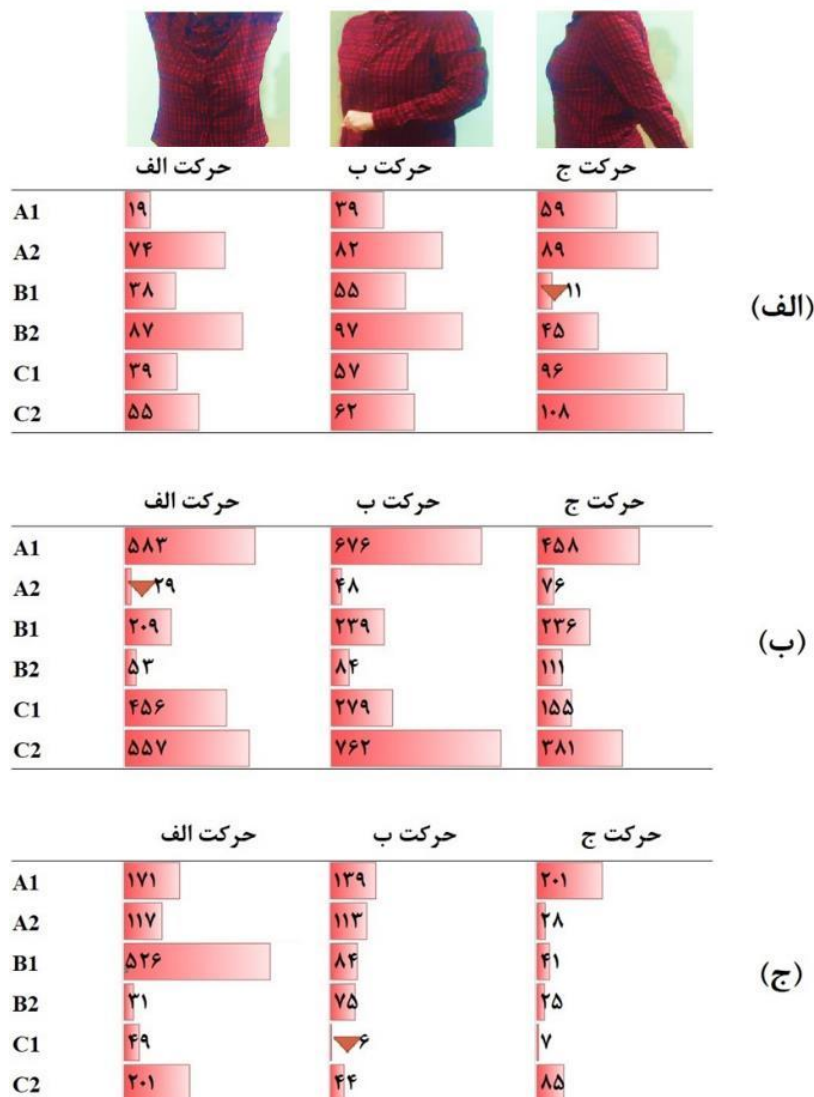 حرکت الف حرکت ب حرکت ج
A1 ۱۹ ۳۹ ۵۹
A2 ۷۴ ۸۲ ۸۹
B1 ۳۸ ۵۵ ۱۱
(الف)
B2 ۸۷ ۹۷ ۴۵
C1 ۳۹ ۵۷ ۹۶
C2 ۵۵ ۶۲ ۱۰۸
حرکت الف حرکت ب حرکت ج
A1 ۵۸۳ ۶۷۶ ۴۵۸
A2 ۲۹ ۴۸ ۷۶
B1 ۲۰۹ ۲۳۹ ۲۳۶
(ب)
B2 ۵۳ ۸۴ ۱۱۱
C1 ۴۵۶ ۲۷۹ ۱۵۵
C2 ۵۵۷ ۷۶۲ ۳۸۱
حرکت الف حرکت ب حرکت ج
A1 ۱۷۱ ۱۳۹ ۲۰۱
A2 ۱۱۷ ۱۱۳ ۲۸
B1 ۵۲۶ ۸۴ ۴۱
(ج)
B2 ۳۱ ۷۵ ۲۵
C1 ۴۹ ۶ ۷
C2 ۲۰۱ ۴۴ ۸۵